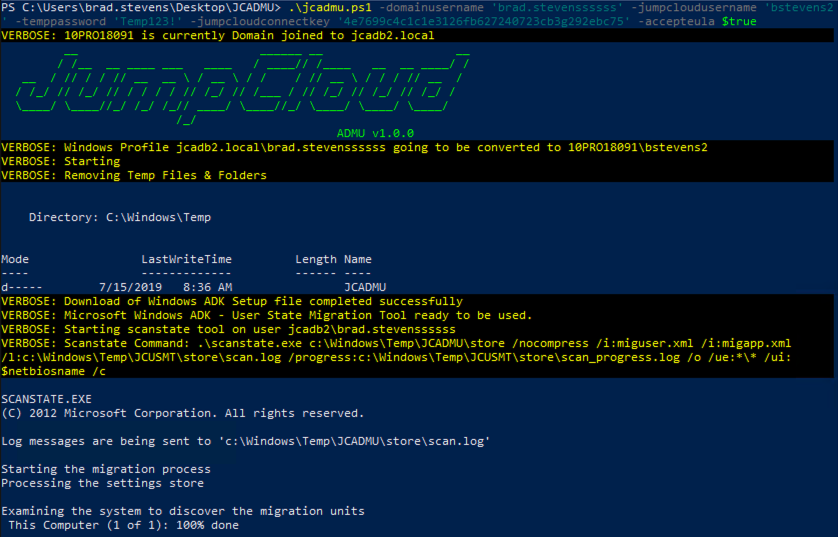 PS C:\Users\brad.stevens\Desktop\JCADMU> .\jcadmu.ps1 -domainusername 'brad.stevenssssss' -jumpcloudusername 'bstevens2
' -temppassword 'Temp123!' -jumpcloudconnectkey '4e7699c4c1c1e3126fb627240723cb3g292ebc75' -accepteula $true
VERBOSE: 10PRO18091 is currently Domain joined to jcadb2.local
JumpCloud
ADMU v1.0.0
VERBOSE: Windows Profile jcadb2.local\brad.stevenssssss going to be converted to 10PRO18091\bstevens2
VERBOSE: Starting
VERBOSE: Removing Temp Files & Folders
Directory: C:\Windows\Temp
Mode LastWriteTime Length Name
---- ------------- ------ ----
d----- 7/15/2019 8:36 AM JCADMU
VERBOSE: Download of Windows ADK Setup file completed successfully
VERBOSE: Microsoft Windows ADK - User State Migration Tool ready to be used.
VERBOSE: Starting scanstate tool on user jcadb2\brad.stevenssssss
VERBOSE: Scanstate Command: .\scanstate.exe c:\Windows\Temp\JCADMU\store /nocompress /i:miguser.xml /i:migapp.xml
/l:c:\Windows\Temp\JCUSMT\store\scan.log /progress:c:\Windows\Temp\JCUSMT\store\scan_progress.log /o /ue:*\* /ui:
$netbiosname /c
SCANSTATE.EXE
(C) 2012 Microsoft Corporation. All rights reserved.
Log messages are being sent to 'c:\Windows\Temp\JCADMU\store\scan.log'
Starting the migration process
Processing the settings store
Examining the system to discover the migration units
This Computer (1 of 1): 100% done